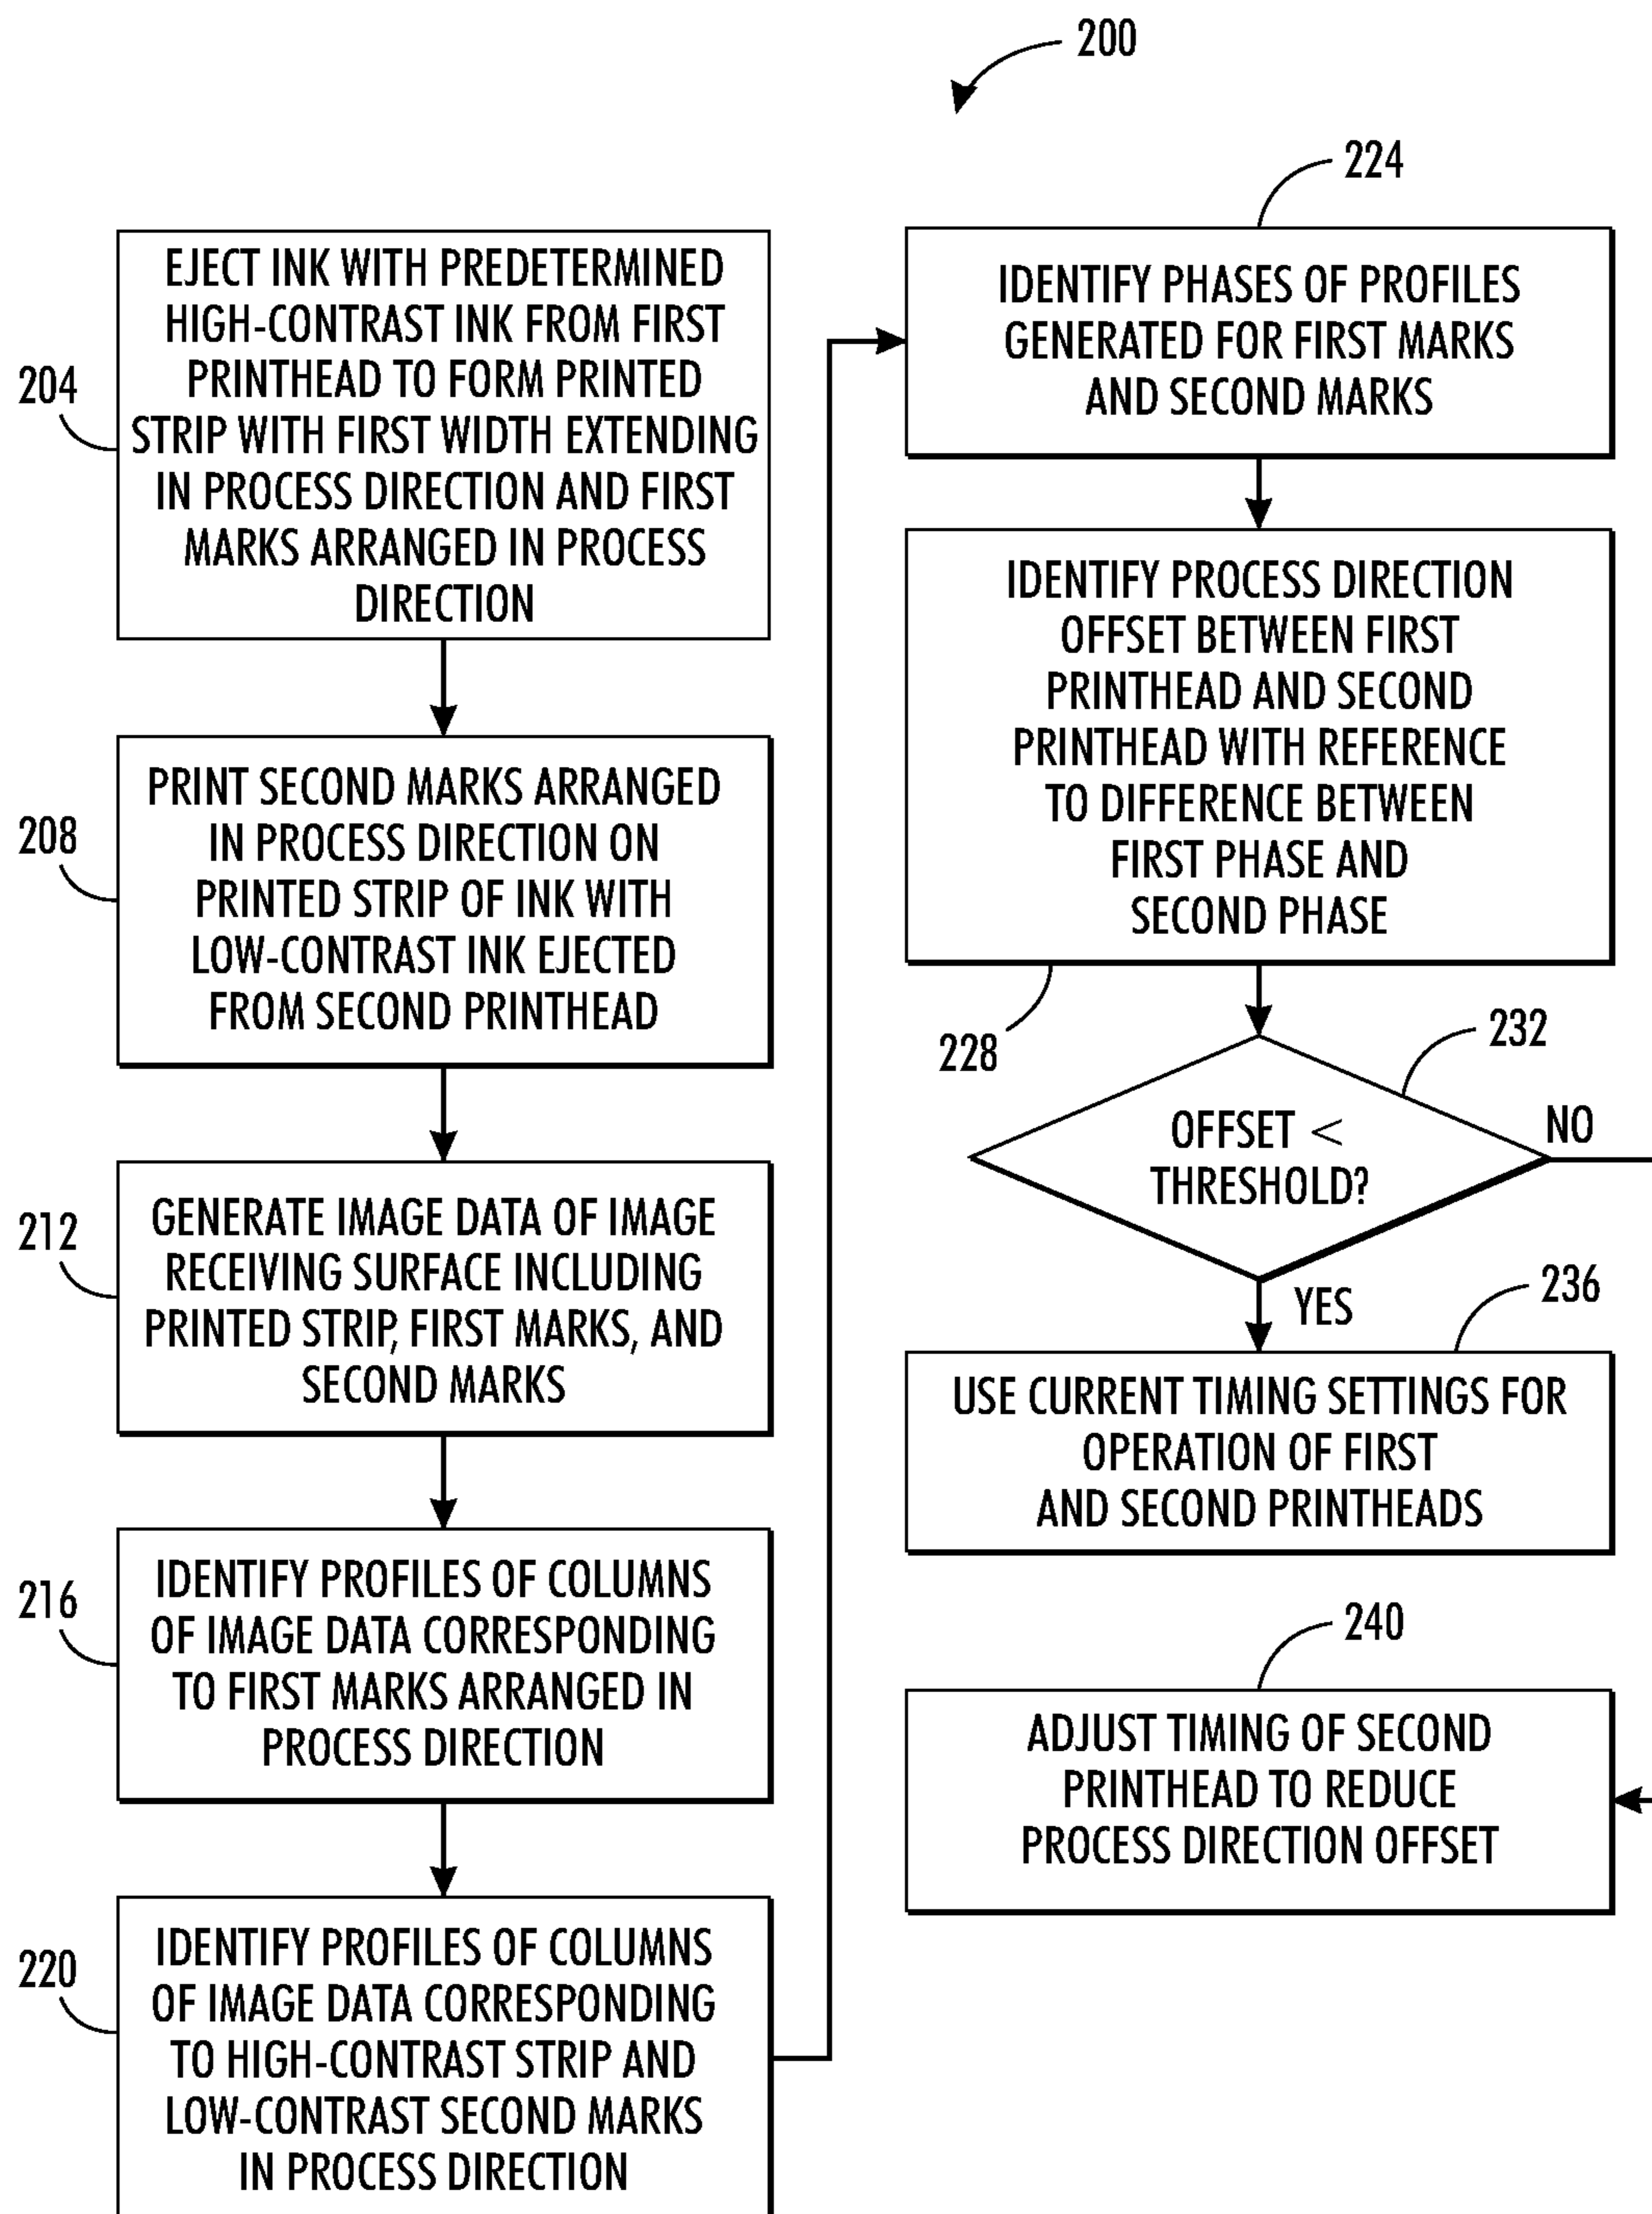 200
204
EJECT INK WITH PREDETERMINED
HIGH-CONTRAST INK FROM FIRST
PRINTHEAD TO FORM PRINTED
STRIP WITH FIRST WIDTH EXTENDING
IN PROCESS DIRECTION AND FIRST
MARKS ARRANGED IN PROCESS
DIRECTION
208
PRINT SECOND MARKS ARRANGED
IN PROCESS DIRECTION ON
PRINTED STRIP OF INK WITH
LOW-CONTRAST INK EJECTED
FROM SECOND PRINTHEAD
212
GENERATE IMAGE DATA OF IMAGE
RECEIVING SURFACE INCLUDING
PRINTED STRIP, FIRST MARKS, AND
SECOND MARKS
216
IDENTIFY PROFILES OF COLUMNS
OF IMAGE DATA CORRESPONDING
TO FIRST MARKS ARRANGED IN
PROCESS DIRECTION
220
IDENTIFY PROFILES OF COLUMNS
OF IMAGE DATA CORRESPONDING
TO HIGH-CONTRAST STRIP AND
LOW-CONTRAST SECOND MARKS
IN PROCESS DIRECTION
224
IDENTIFY PHASES OF PROFILES
GENERATED FOR FIRST MARKS
AND SECOND MARKS
IDENTIFY PROCESS DIRECTION
OFFSET BETWEEN FIRST
PRINTHEAD AND SECOND
PRINTHEAD WITH REFERENCE
TO DIFFERENCE BETWEEN
FIRST PHASE AND
SECOND PHASE
228
232
OFFSET <
THRESHOLD?
NO
YES
236
USE CURRENT TIMING SETTINGS FOR
OPERATION OF FIRST
AND SECOND PRINTHEADS
240
ADJUST TIMING OF SECOND
PRINTHEAD TO REDUCE
PROCESS DIRECTION OFFSET